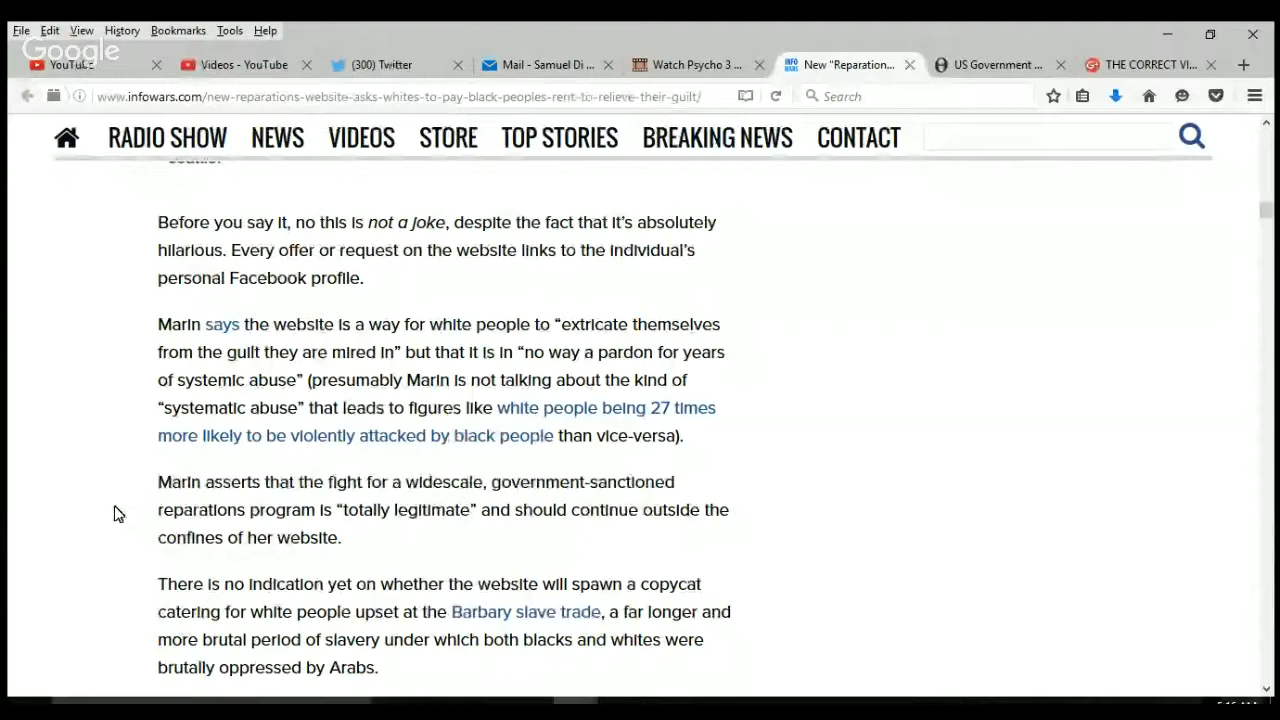 File Edit View History Bookmarks Tools Help
Google
YouTube
Videos - YouTube
(300) Twitter
Mail - Samuel Di ...
Watch Psycho 3 ...
INFO WARS New "Reparation...
US Government ...
THE CORRECT VI...
www.infowars.com/new-reparations-website-asks-whites-to-pay-black-peoples-rent-to-relieve-their-guilt/
Search
RADIO SHOW NEWS VIDEOS STORE TOP STORIES BREAKING NEWS CONTACT
Before you say it, no this is not a joke, despite the fact that it's absolutely
hilarious. Every offer or request on the website links to the individual's
personal Facebook profile.
Marin says the website is a way for white people to “extricate themselves
from the guilt they are mired in” but that it is in “no way a pardon for years
of systemic abuse” (presumably Marin is not talking about the kind of
“systematic abuse” that leads to figures like white people being 27 times
more likely to be violently attacked by black people than vice-versa).
Marin asserts that the fight for a widescale, government-sanctioned
reparations program is “totally legitimate” and should continue outside the
confines of her website.
There is no indication yet on whether the website will spawn a copycat
catering for white people upset at the Barbary slave trade, a far longer and
more brutal period of slavery under which both blacks and whites were
brutally oppressed by Arabs.